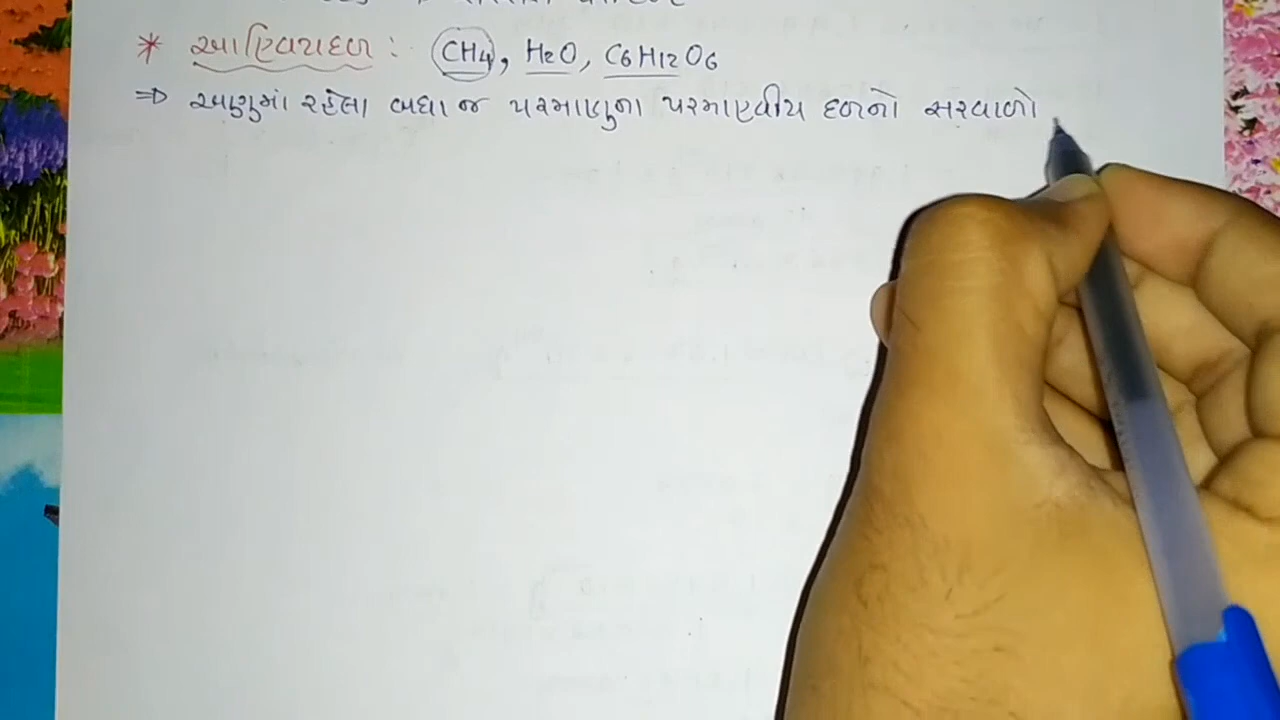 * આણ્વિયદળ : CH4, H2O, C6H12O6
⇒ અણુમાં રહેલા બધા જ પરમાણુના પરમાણ્વીય દળનો સરવાળો